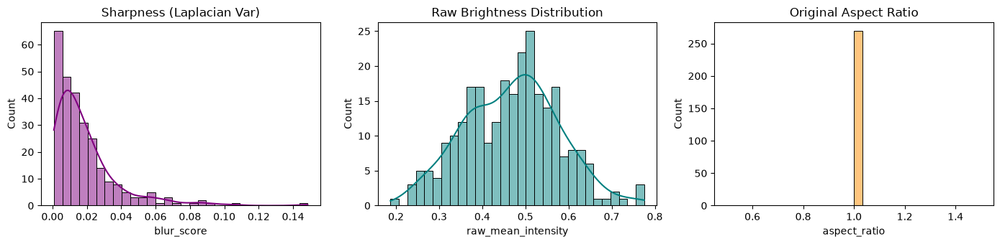 Sharpness (Laplacian Var)
Count
60
50
40
30
20
10
0
0.00 0.02 0.04 0.06 0.08 0.10 0.12 0.14
blur_score
Raw Brightness Distribution
Count
25
20
15
10
5
0
0.2 0.3 0.4 0.5 0.6 0.7 0.8
raw_mean_intensity
Original Aspect Ratio
Count
250
200
150
100
50
0
0.6 0.8 1.0 1.2 1.4
aspect_ratio